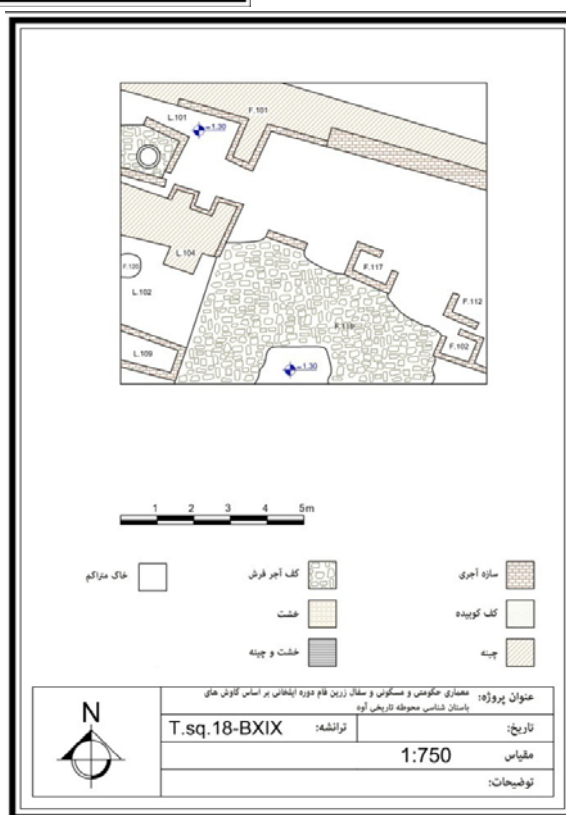 F.101
L.101
=1.30
L.104
F.120
L.102
F.117
F.112
F.102
L.109
=1.30
1 2 3 4 5m
سازه آجری
کف آجر فرش
خاک متراکم
کف کوبیده
خشت
چینه
خشت و چینه
عنوان پروژه: معماری حکومتی و مسکونی و سفال زرین فام دوره ایلخانی بر اساس کاوش های
باستان شناسی محوطه تاریخی آوه
تاریخ:
ترانشه: T.sq.18-BXIX
مقیاس 1:750
توضیحات:
N